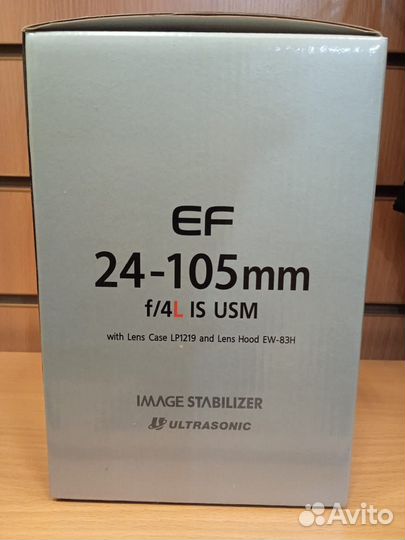 EF
24-105mm
f/4L IS USM
with Lens Case LP1219 and Lens Hood EW-83H
IMAGE STABILIZER
ULTRASONIC
Avito